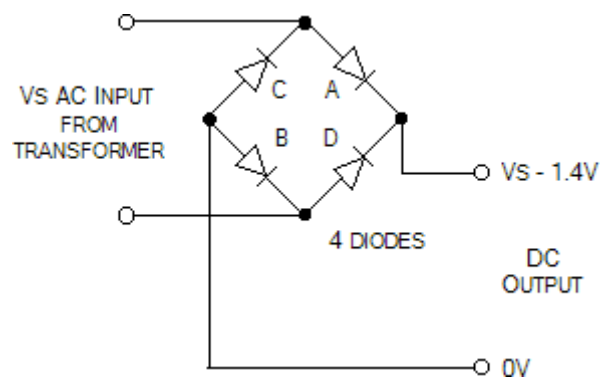 VS AC INPUT
FROM
TRANSFORMER
C A
B D
4 DIODES
VS - 1.4V
DC
OUTPUT
0V